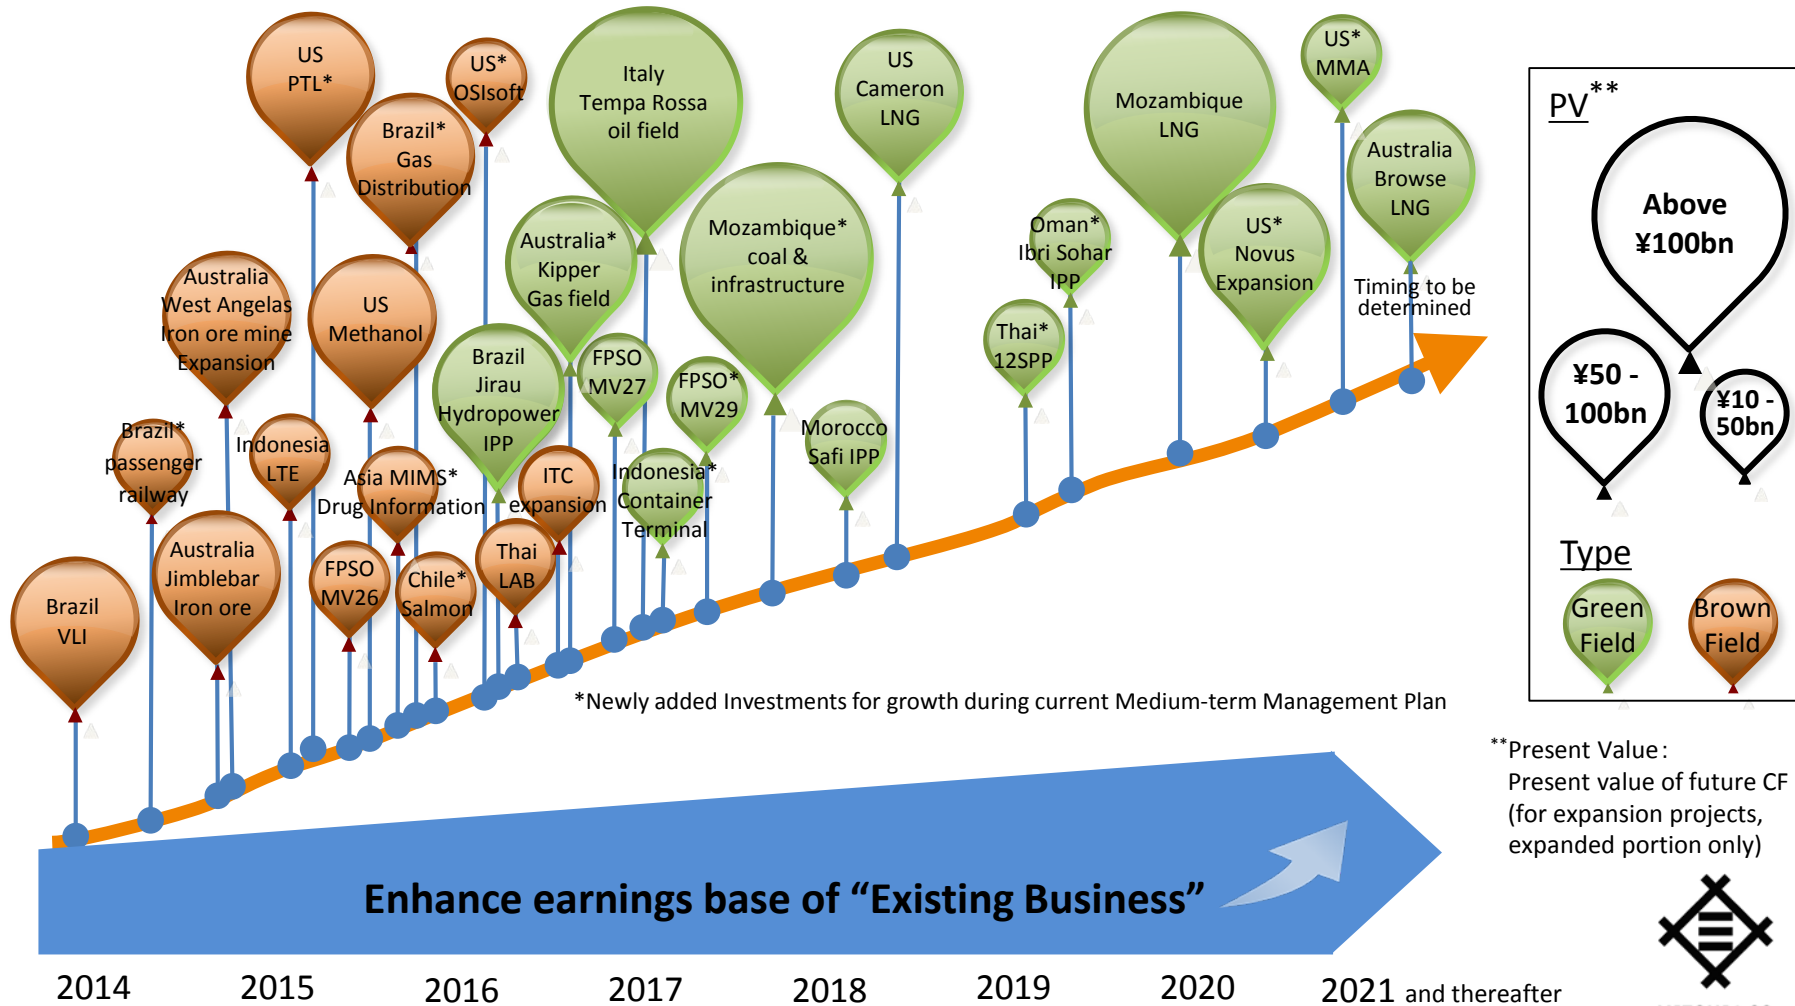 US
PTL*
US*
OSIsoft
Brazil*
Gas
Distribution
Italy
Tempa Rossa
oil field
US
Cameron
LNG
Mozambique
LNG
US*
MMA
Australia
Browse
LNG
Timing to be
determined
Australia
West Angelas
Iron ore mine
Expansion
US
Methanol
Australia*
Kipper
Gas field
Mozambique*
coal &
infrastructure
Oman*
Ibri Sohar
IPP
US*
Novus
Expansion
Brazil*
passenger
railway
Indonesia
LTE
Asia MIMS*
Drug Information
Brazil
Jirau
Hydropower
IPP
FPSO
MV27
FPSO*
MV29
Thai*
12SPP
Morocco
Safi IPP
ITC
expansion
Indonesia*
Container
Terminal
Brazil
VLI
Australia
Jimblebar
Iron ore
FPSO
MV26
Chile*
Salmon
Thai
LAB
*Newly added Investments for growth during current Medium-term Management Plan
PV**
Above
¥100bn
¥50 -
100bn
¥10 -
50bn
Type
Green
Field
Brown
Field
**Present Value:
Present value of future CF
(for expansion projects,
expanded portion only)
Enhance earnings base of “Existing Business”
2014 2015 2016 2017 2018 2019 2020 2021 and thereafter